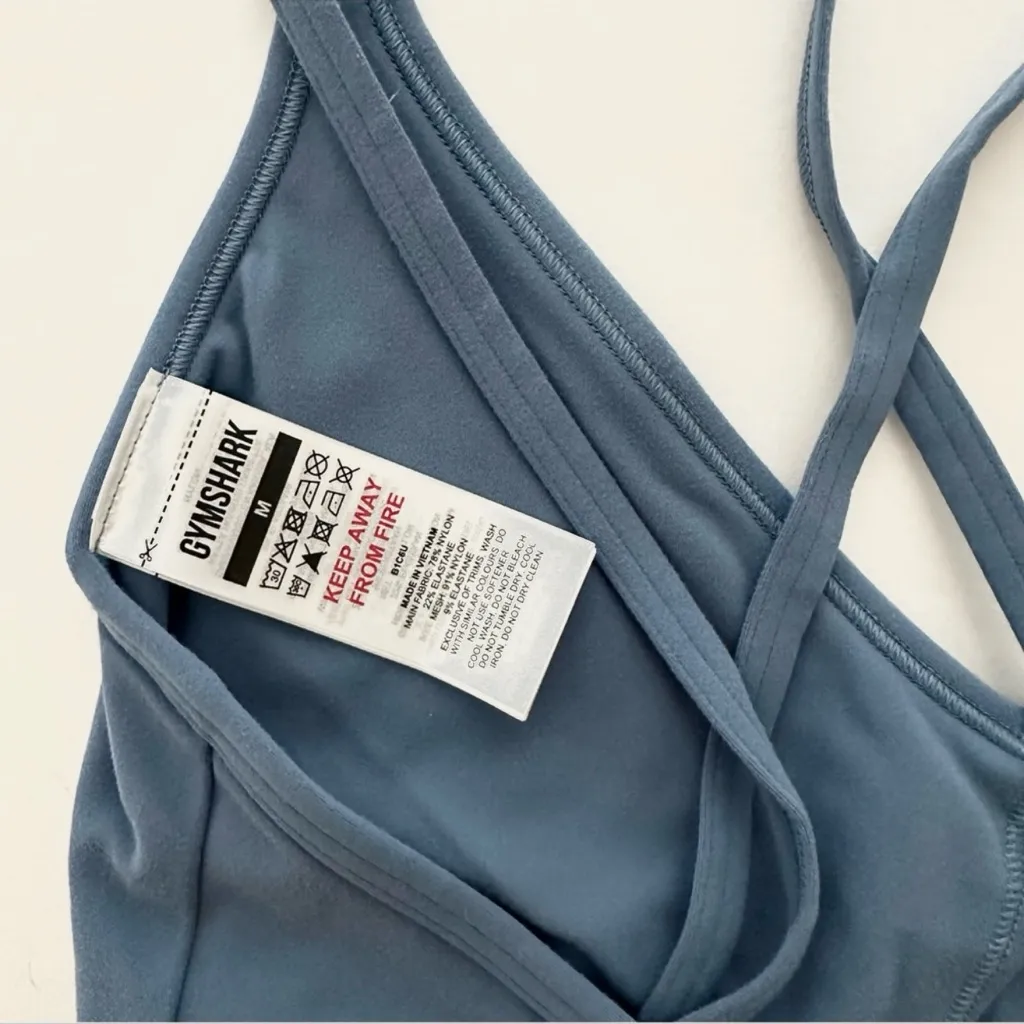 GYMSHARK
M
30
KEEP AWAY
FROM FIRE
B1C8U
MADE IN VIETNAM
MAIN FABRIC: 78% NYLON
22% ELASTANE
MESH: 91% NYLON
9% ELASTANE
EXCLUSIVE OF TRIMS. WASH
WITH SIMILAR COLOURS. DO
NOT USE SOFTENER
COOL WASH, DO NOT BLEACH
DO NOT TUMBLE DRY, COOL
IRON, DO NOT DRY CLEAN